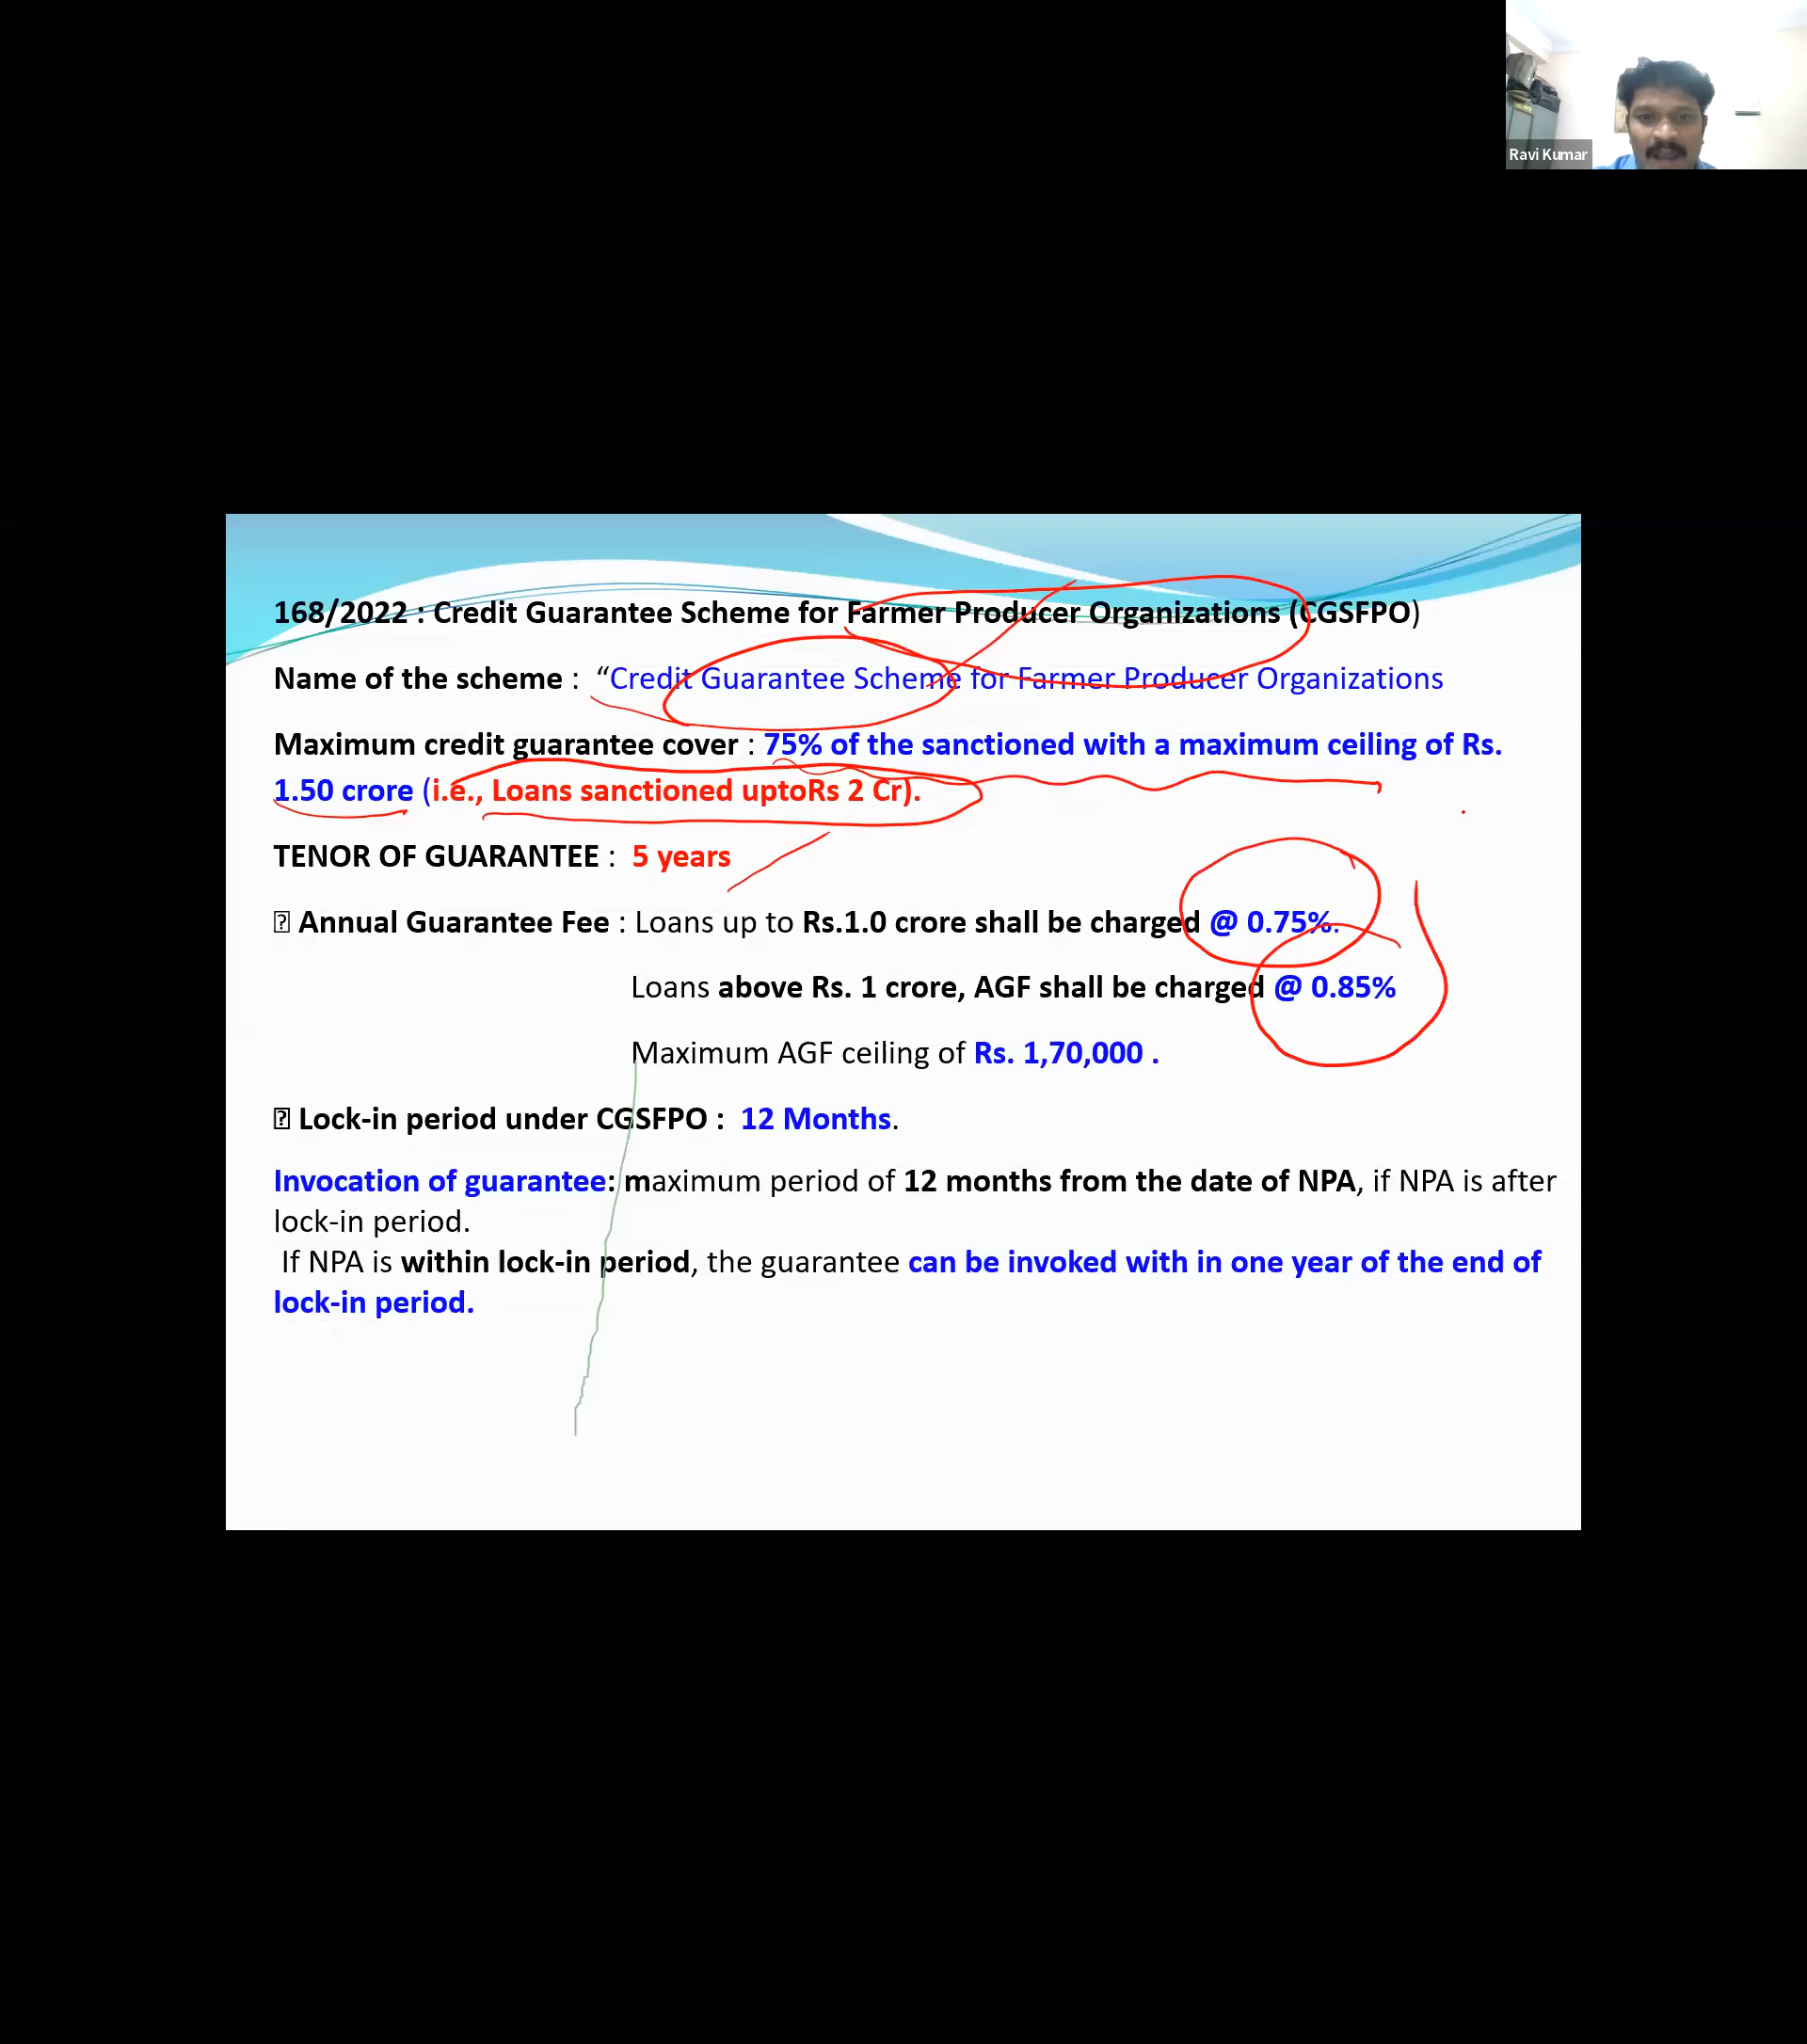 Ravi Kumar
168/2022 : Credit Guarantee Scheme for Farmer Producer Organizations (CGSFPO)
Name of the scheme : “Credit Guarantee Scheme for Farmer Producer Organizations
Maximum credit guarantee cover : 75% of the sanctioned with a maximum ceiling of Rs.
1.50 crore (i.e., Loans sanctioned uptoRs 2 Cr).
TENOR OF GUARANTEE : 5 years
Annual Guarantee Fee : Loans up to Rs.1.0 crore shall be charged @ 0.75%.
Loans above Rs. 1 crore, AGF shall be charged @ 0.85%
Maximum AGF ceiling of Rs. 1,70,000 .
Lock-in period under CGSFPO : 12 Months.
Invocation of guarantee: maximum period of 12 months from the date of NPA, if NPA is after
lock-in period.
If NPA is within lock-in period, the guarantee can be invoked with in one year of the end of
lock-in period.